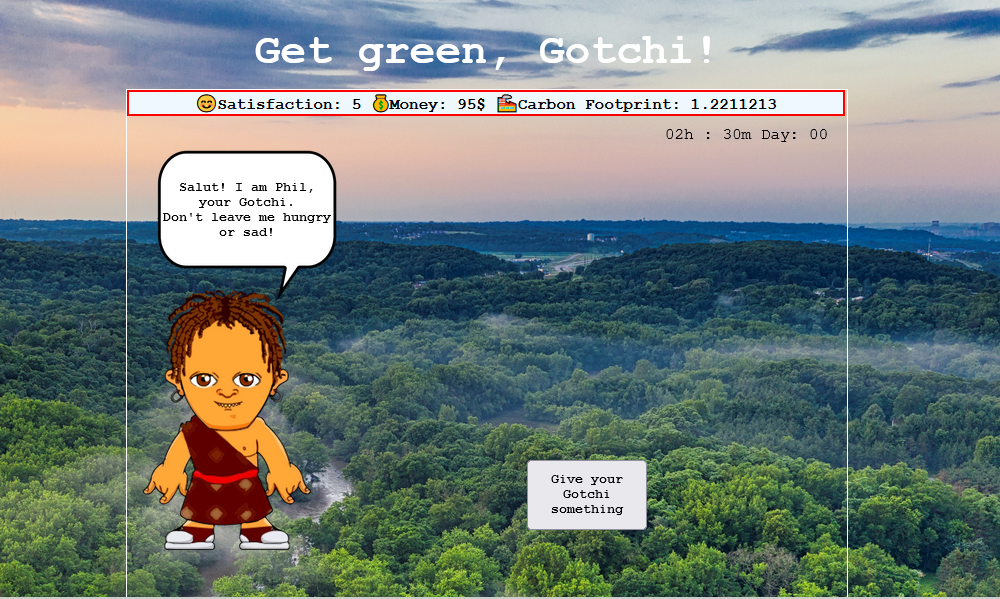 Get green, Gotchi!
😊Satisfaction: 5 💰Money: 95$ 🏭Carbon Footprint: 1.2211213
02h : 30m Day: 00
Salut! I am Phil,
your Gotchi.
Don't leave me hungry
or sad!
Give your
Gotchi
something